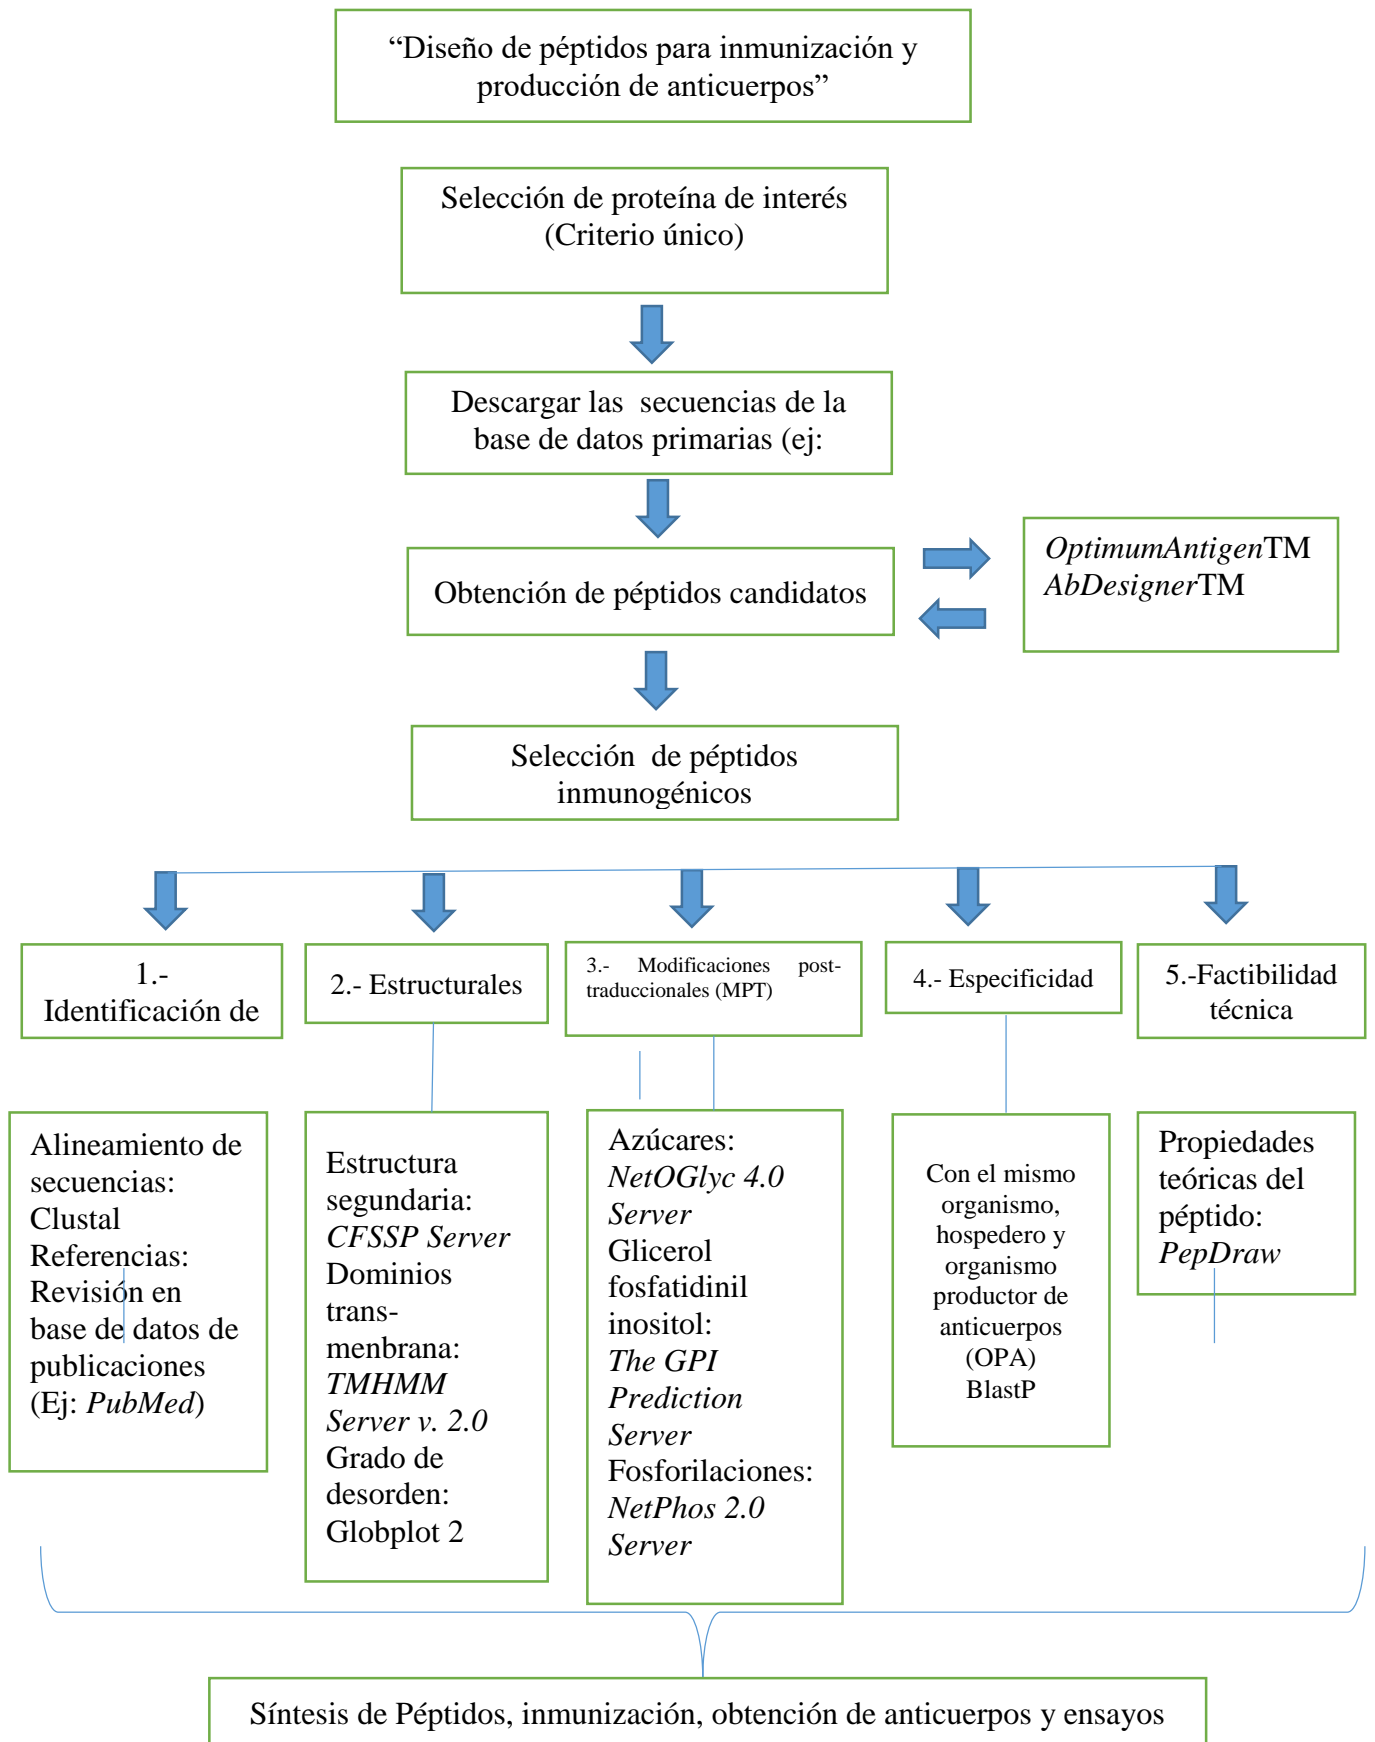 “Diseño de péptidos para inmunización y
producción de anticuerpos”
Selección de proteína de interés
(Criterio único)
Descargar las secuencias de la
base de datos primarias (ej:
Obtención de péptidos candidatos
OptimumAntigenTM
AbDesignerTM
Selección de péptidos
inmunogénicos
1.-
Identificación de
2.- Estructurales
3.- Modificaciones post-
traduccionales (MPT)
4.- Especificidad
5.-Factibilidad
técnica
Alineamiento de
secuencias:
Clustal
Referencias:
Revisión en
base de datos de
publicaciones
(Ej: PubMed)
Estructura
segundaria:
CFSSP Server
Dominios
trans-
menbrana:
TMHMM
Server v. 2.0
Grado de
desorden:
Globplot 2
Azúcares:
NetOGlyc 4.0
Server
Glicerol
fosfatidinil
inositol:
The GPI
Prediction
Server
Fosforilaciones:
NetPhos 2.0
Server
Con el mismo
organismo,
hospedero y
organismo
productor de
anticuerpos
(OPA)
BlastP
Propiedades
teóricas del
péptido:
PepDraw
Síntesis de Péptidos, inmunización, obtención de anticuerpos y ensayos